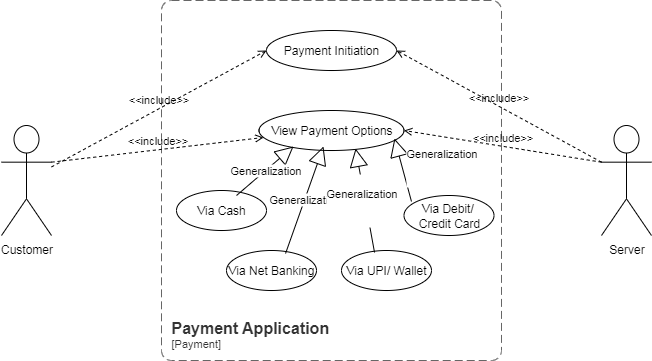 Payment Initiation
<<include>>
<<include>>
View Payment Options
<<include>>
<<include>>
Generalization
Generalization
Generalizat
Generalization
Via Cash
Via Debit/
Credit Card
Customer
Server
Via Net Banking
Via UPI/ Wallet
Payment Application
[Payment]